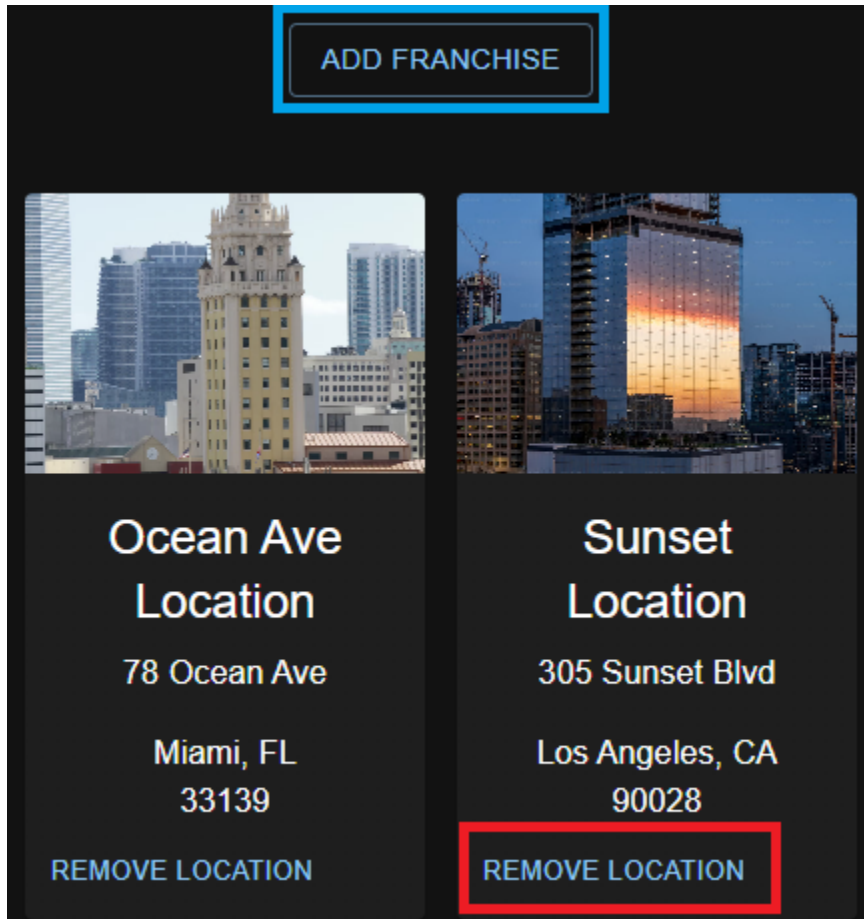 ADD FRANCHISE
Ocean Ave
Location
78 Ocean Ave
Miami, FL
33139
REMOVE LOCATION
Sunset
Location
305 Sunset Blvd
Los Angeles, CA
90028
REMOVE LOCATION